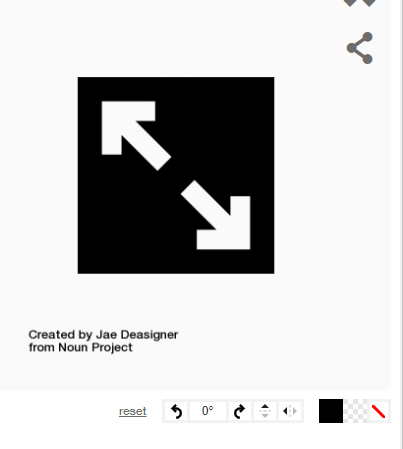 Created by Jae Deasigner
from Noun Project
reset 0°